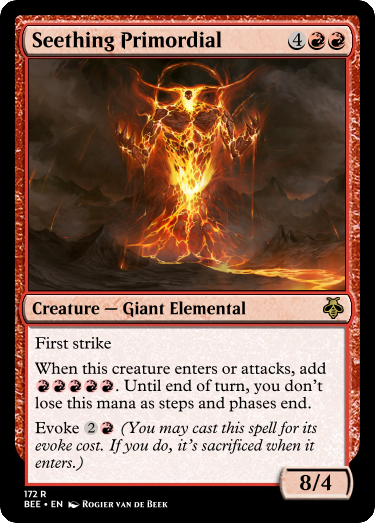 Seething Primordial 4
First strike
When this creature enters or attacks, add
. Until end of turn, you don't
lose this mana as steps and phases end.
Evoke 2 (You may cast this spell for its
evoke cost. If you do, it's sacrificed when it
enters.)
Creature — Giant Elemental
8/4
172 R
BEE • EN Rogier van de Beek